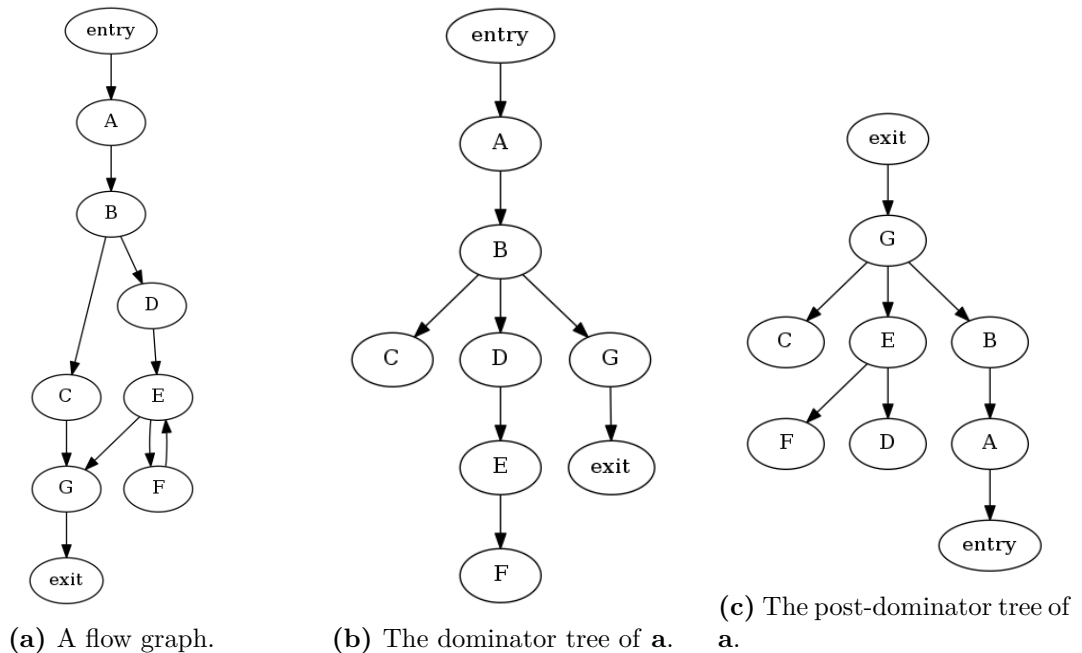 entry
A
B
D
C
E
G
F
exit
(a) A flow graph.
entry
A
B
C
D
G
E
exit
F
(b) The dominator tree of a.
exit
G
C
E
B
F
D
A
entry
(c) The post-dominator tree of
a.